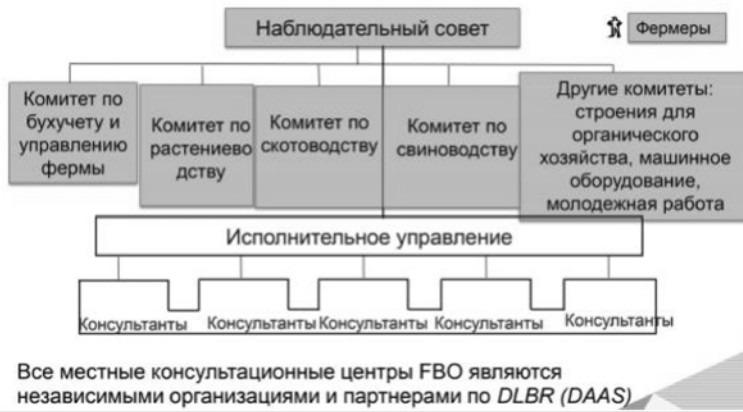 Наблюдательный совет
Фермеры
Комитет по
бухучету и
управлению
фермы
Комитет по
растениево
дству
Комитет по
скотоводству
Комитет по
свиноводству
Другие комитеты:
строения для
органического
хозяйства, машинное
оборудование,
молодежная работа
Исполнительное управление
Консультанты
Консультанты
Консультанты
Консультанты
Консультанты
Все местные консультационные центры FBO являются
независимыми организациями и партнерами по DLBR (DAAS)